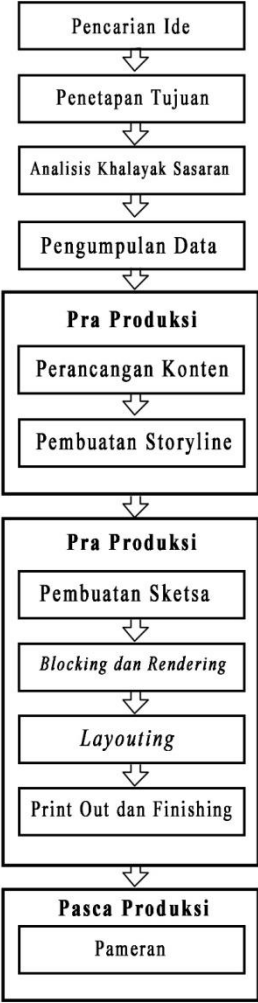 Pencarian Ide
Penetapan Tujuan
Analisis Khalayak Sasaran
Pengumpulan Data
Pra Produksi
Perancangan Konten
Pembuatan Storyline
Pra Produksi
Pembuatan Sketsa
Blocking dan Rendering
Layouting
Print Out dan Finishing
Pasca Produksi
Pameran